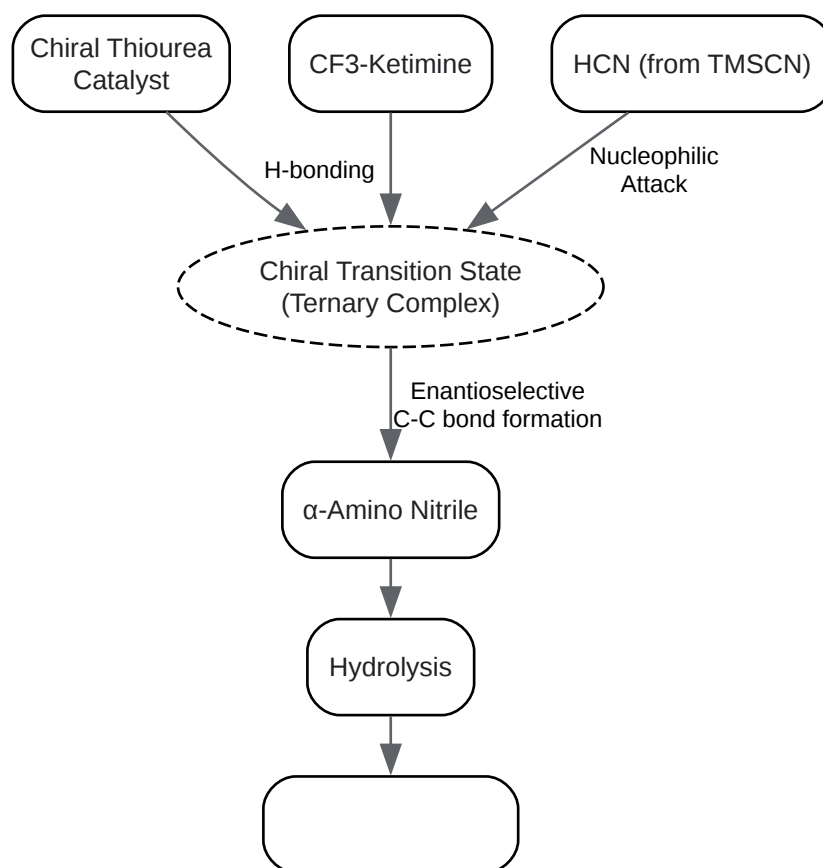 Chiral Thiourea
Catalyst
CF3-Ketimine
HCN (from TMSCN)
H-bonding
Nucleophilic
Attack
Chiral Transition State
(Ternary Complex)
Enantioselective
C-C bond formation
α-Amino Nitrile
Hydrolysis